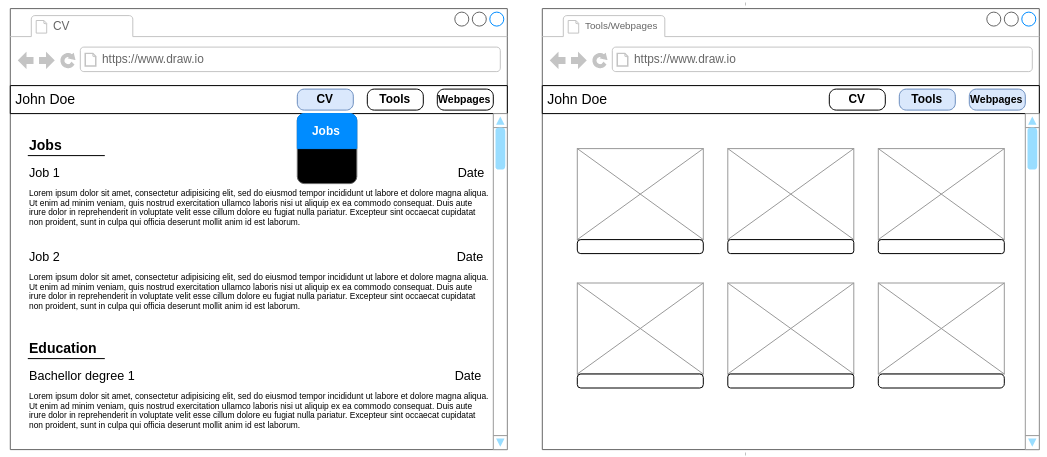 CV
https://www.draw.io
John Doe
CV
Tools
Webpages
Jobs
Jobs
Job 1
Date
Lorem ipsum dolor sit amet, consectetur adipisicing elit, sed do eiusmod tempor incididunt ut labore et dolore magna aliqua.
Ut enim ad minim veniam, quis nostrud exercitation ullamco laboris nisi ut aliquip ex ea commodo consequat. Duis aute
irure dolor in reprehenderit in voluptate velit esse cillum dolore eu fugiat nulla pariatur. Excepteur sint occaecat cupidatat
non proident, sunt in culpa qui officia deserunt mollit anim id est laborum.
Job 2
Date
Lorem ipsum dolor sit amet, consectetur adipisicing elit, sed do eiusmod tempor incididunt ut labore et dolore magna aliqua.
Ut enim ad minim veniam, quis nostrud exercitation ullamco laboris nisi ut aliquip ex ea commodo consequat. Duis aute
irure dolor in reprehenderit in voluptate velit esse cillum dolore eu fugiat nulla pariatur. Excepteur sint occaecat cupidatat
non proident, sunt in culpa qui officia deserunt mollit anim id est laborum.
Education
Bachellor degree 1
Date
Lorem ipsum dolor sit amet, consectetur adipisicing elit, sed do eiusmod tempor incididunt ut labore et dolore magna aliqua.
Ut enim ad minim veniam, quis nostrud exercitation ullamco laboris nisi ut aliquip ex ea commodo consequat. Duis aute
irure dolor in reprehenderit in voluptate velit esse cillum dolore eu fugiat nulla pariatur. Excepteur sint occaecat cupidatat
non proident, sunt in culpa qui officia deserunt mollit anim id est laborum.
Tools/Webpages
https://www.draw.io
John Doe
CV
Tools
Webpages